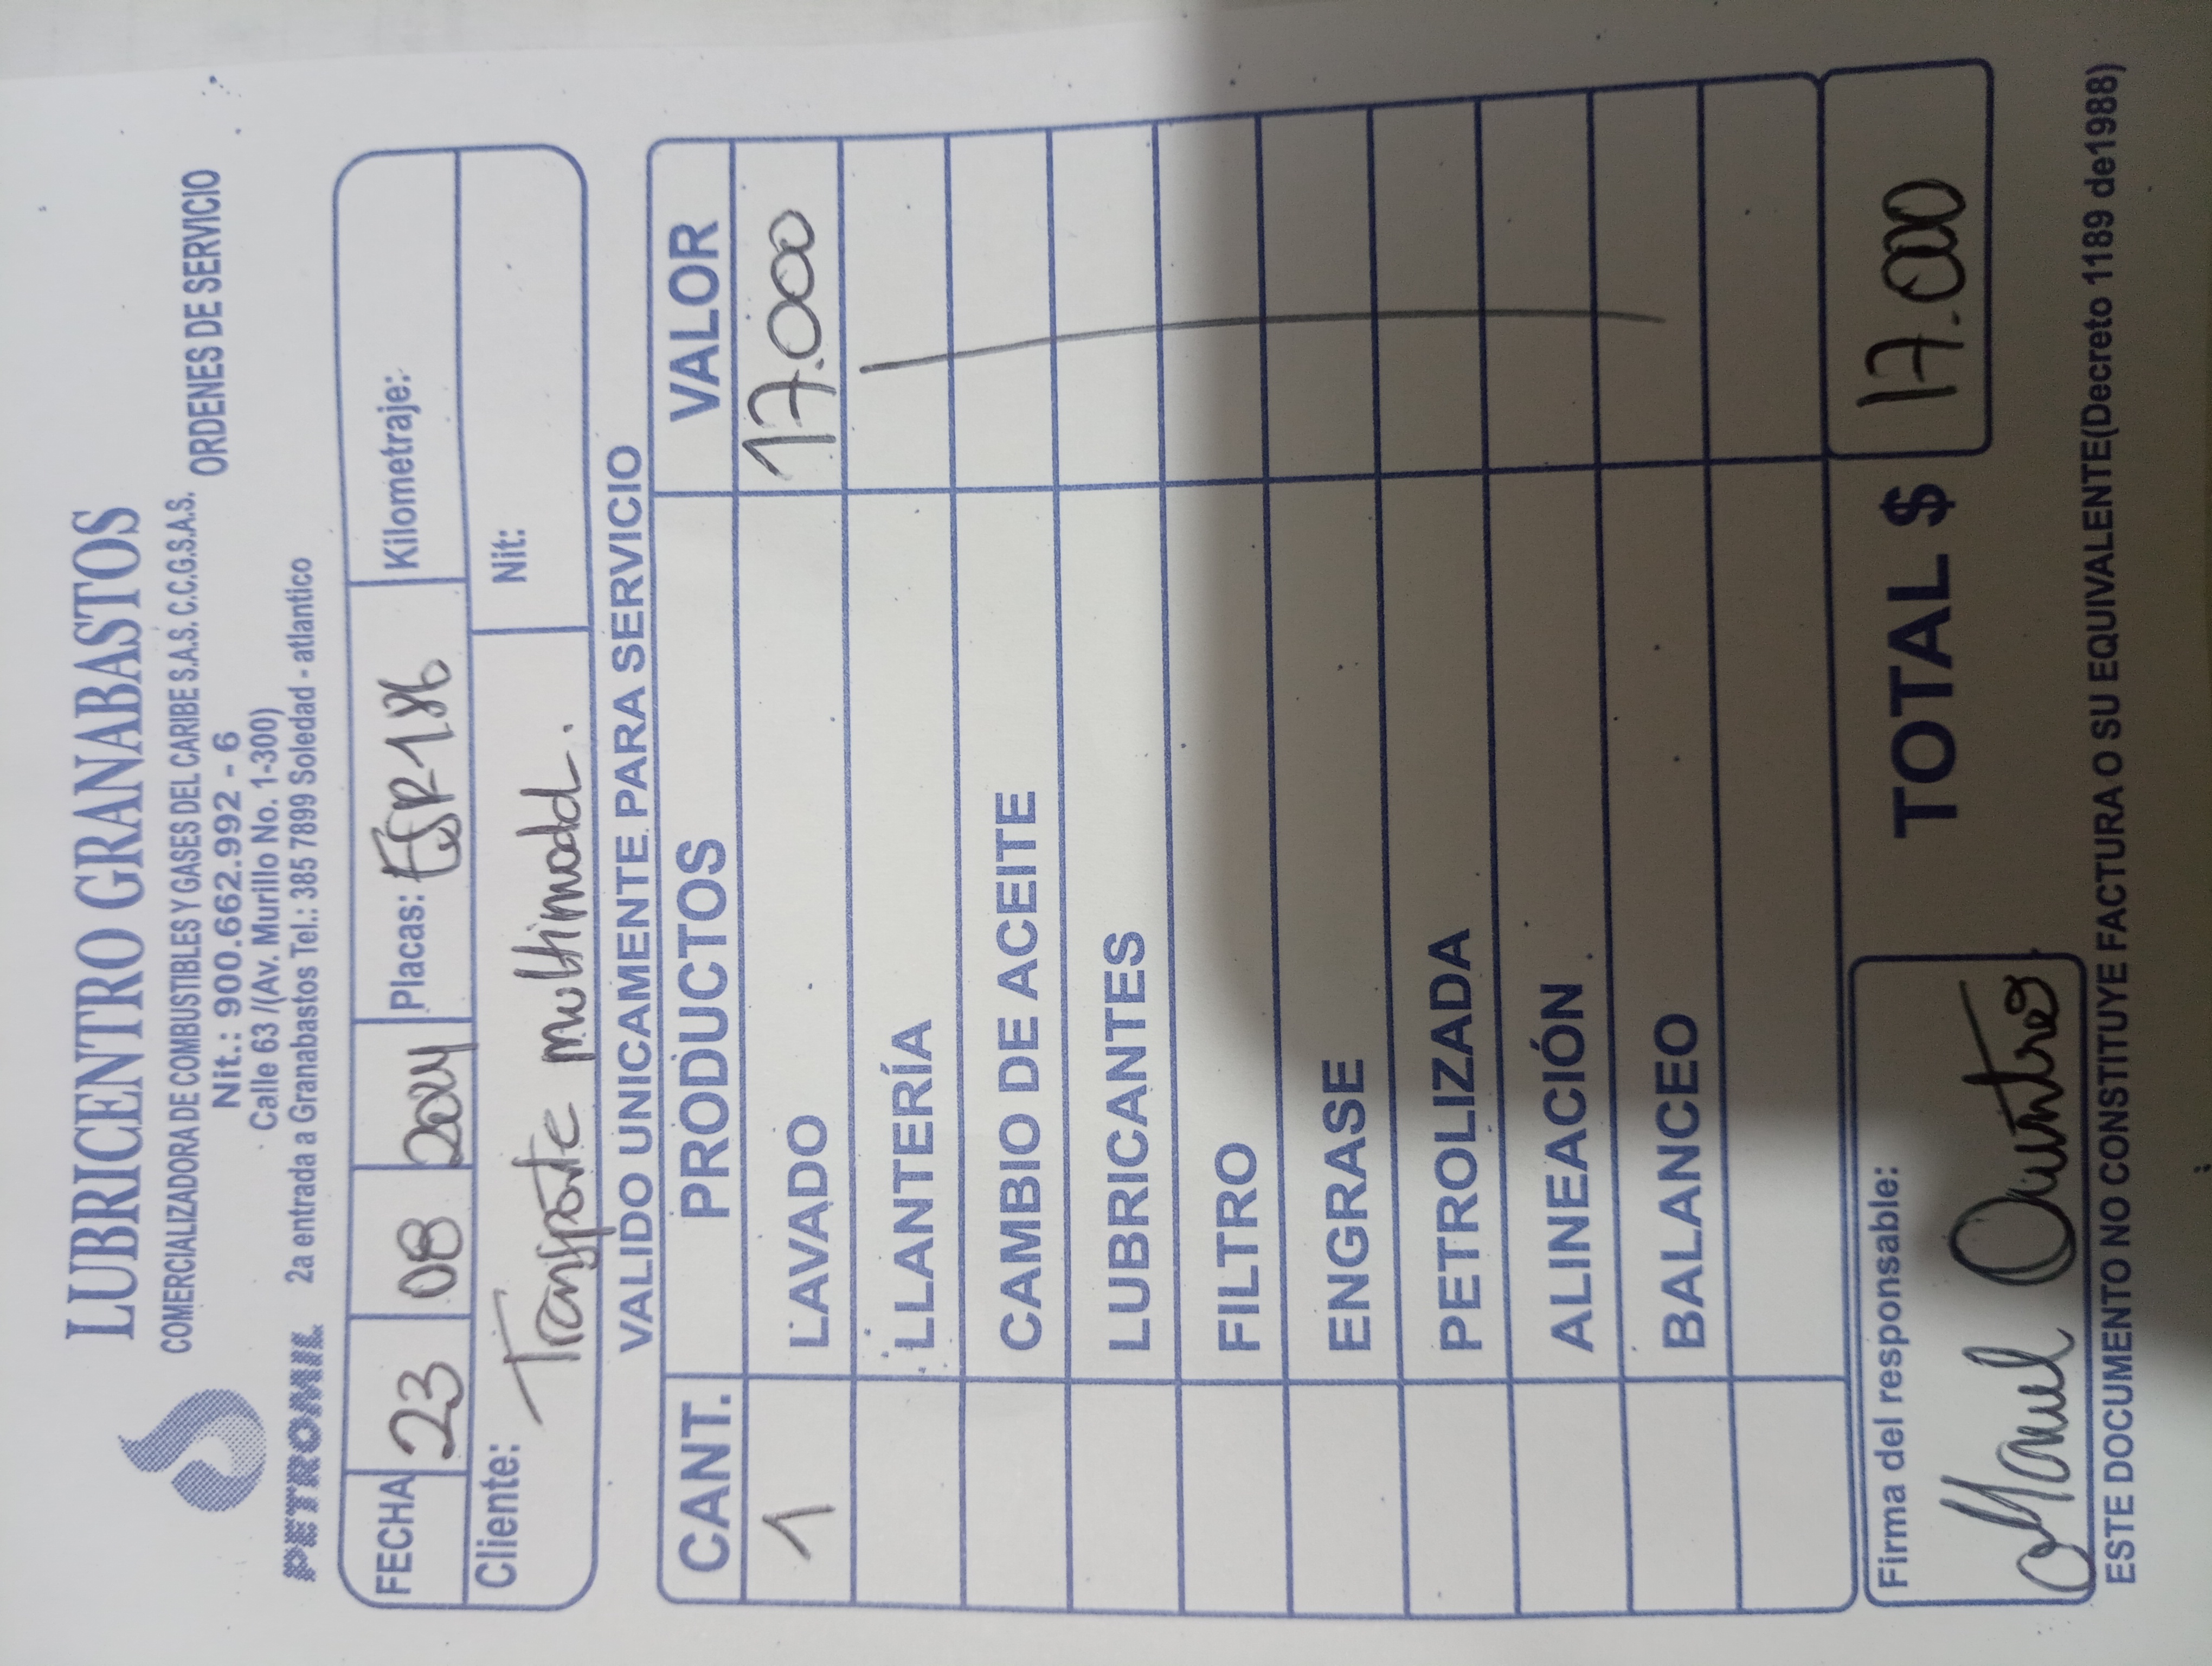 LUBRICENTRO GRANABASTOS
COMERCIALIZADORA DE COMBUSTIBLES Y GASES DEL CARIBE S.A.S. C.C.G.S.A.S.
Nit.: 900.662.992 - 6
ORDENES DE SERVICIO
Calle 63 /(Av. Murillo No. 1-300)
PETROMIL 2a entrada a Granabastos Tel.: 385 7899 Soledad - atlantico
FECHA 23 08 2024 Placas: ESR186 Kilometraje:
Cliente: Transporte multimodal. Nit:
VALIDO UNICAMENTE PARA SERVICIO
CANT. PRODUCTOS VALOR
1 LAVADO 17.000
LLANTERÍA
CAMBIO DE ACEITE
LUBRICANTES
FILTRO
ENGRASE
PETROLIZADA
ALINEACIÓN
BALANCEO
Firma del responsable:
TOTAL $ 17.000
ESTE DOCUMENTO NO CONSTITUYE FACTURA O SU EQUIVALENTE(Decreto 1189 de1988)